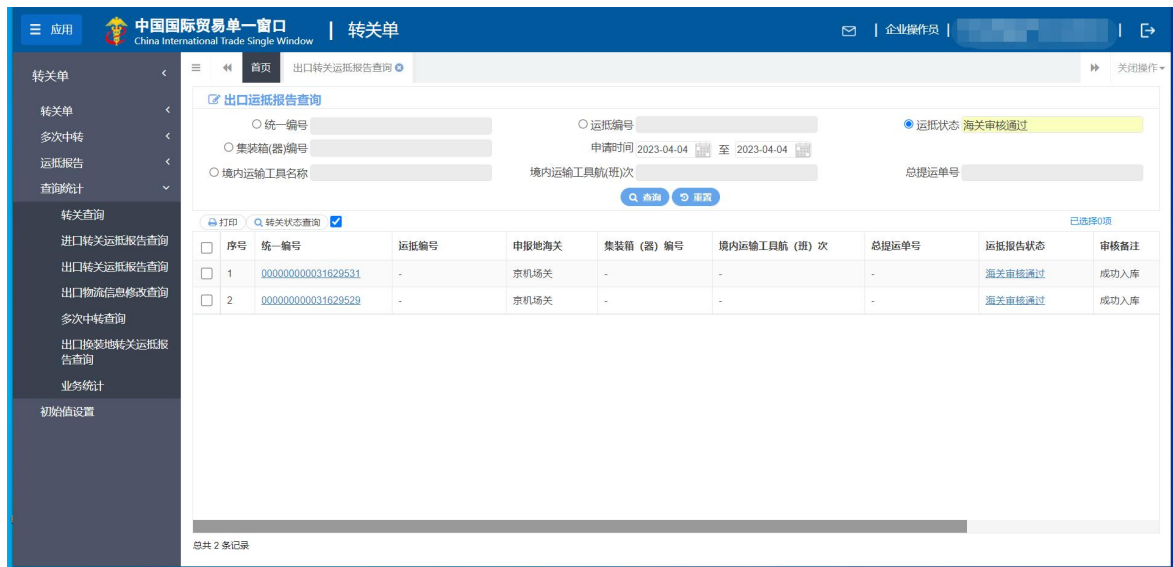 应用
中国国际贸易单一窗口
China International Trade Single Window
转关单
企业操作员
转关单
转关单
多次中转
运抵报告
查询统计
转关查询
进口转关运抵报告查询
出口转关运抵报告查询
出口物流信息修改查询
多次中转查询
出口换装地转关运抵报
告查询
业务统计
初始值设置
首页 出口转关运抵报告查询 关闭操作
出口运抵报告查询
统一编号 运抵编号 运抵状态 海关审核通过
集装箱(器)编号 申请时间 2023-04-04 至 2023-04-04
境内运输工具名称 境内运输工具航(班)次 总提运单号
查询 重置
打印 转关状态查询 已选择0项
序号 统一编号 运抵编号 申报地海关 集装箱（器）编号 境内运输工具航（班）次 总提运单号 运抵报告状态 审核备注
1 000000000031629531 - 京机场关 - - - 海关审核通过 成功入库
2 000000000031629529 - 京机场关 - - - 海关审核通过 成功入库
总共 2 条记录